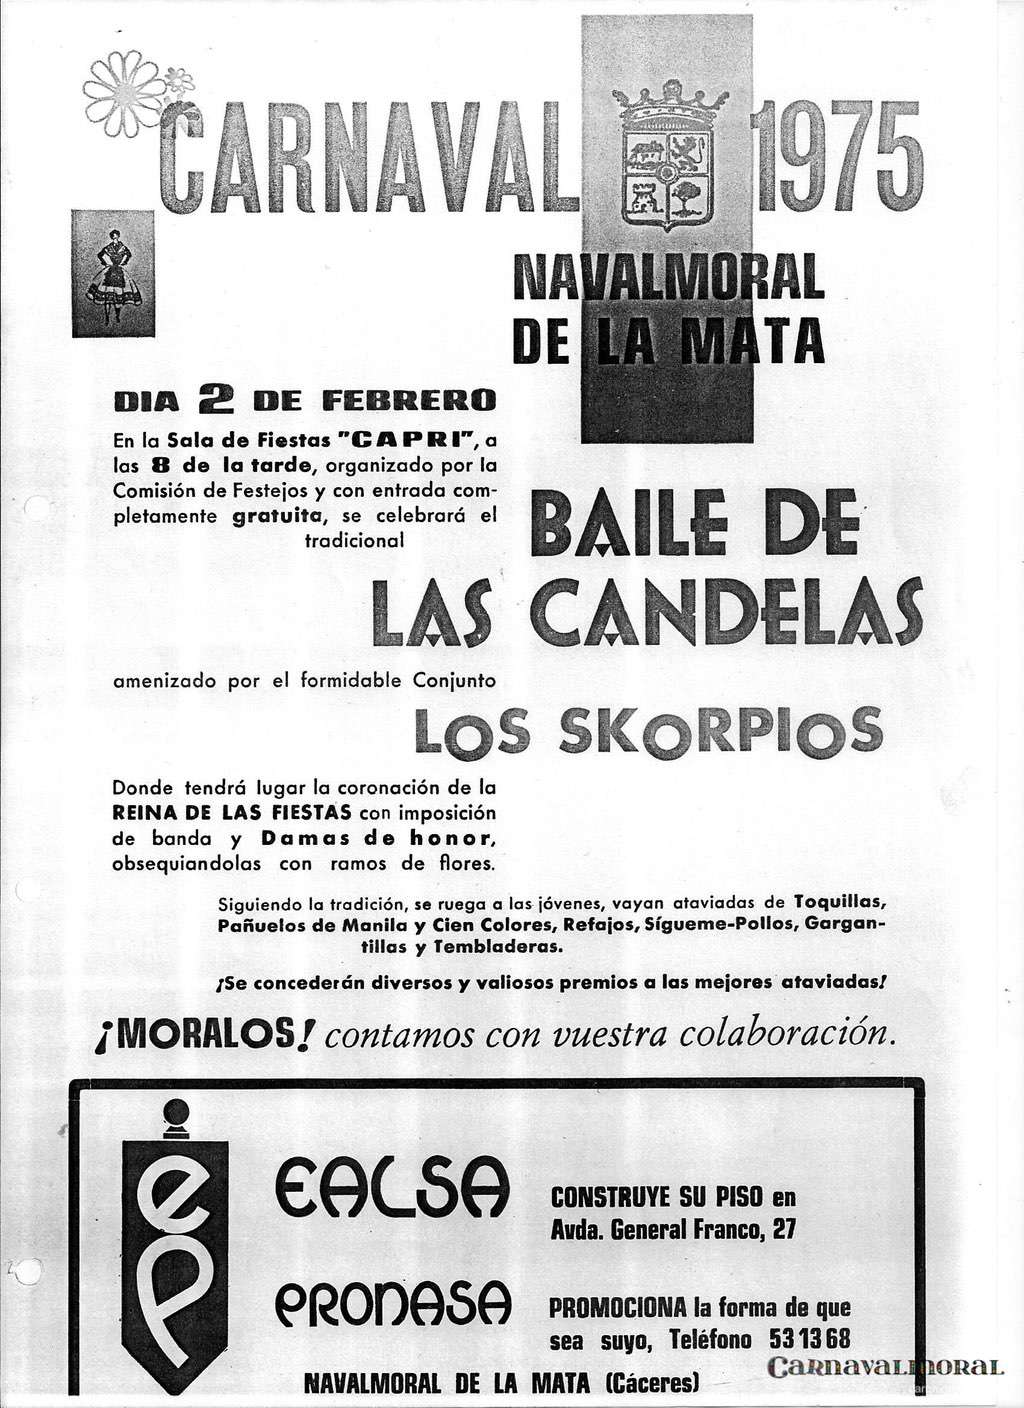 CARNAVAL 1975
NAVALMORAL
DE LA MATA
DIA 2 DE FEBRERO
En la Sala de Fiestas "CAPRI", a
las 8 de la tarde, organizado por la
Comisión de Festejos y con entrada com-
pletamente gratuita, se celebrará el
tradicional
BAILE DE
LAS CANDELAS
amenizado por el formidable Conjunto
LOS SKORPIOS
Donde tendrá lugar la coronación de la
REINA DE LAS FIESTAS con imposición
de banda y Damas de honor,
obsequiandolas con ramos de flores.
Siguiendo la tradición, se ruega a las jóvenes, vayan ataviadas de Toquillas,
Pañuelos de Manila y Cien Colores, Refajos, Sígueme-Pollos, Gargan-
tillas y Tembladeras.
¡Se concederán diversos y valiosos premios a las mejores ataviadas!
¡MORALOS! contamos con vuestra colaboración.
eP
EALSA
CONSTRUYE SU PISO en
Avda. General Franco, 27
PRONASA
PROMOCIONA la forma de que
sea suyo, Teléfono 53 13 68
NAVALMORAL DE LA MATA (Cáceres)
CARNAVALMORAL